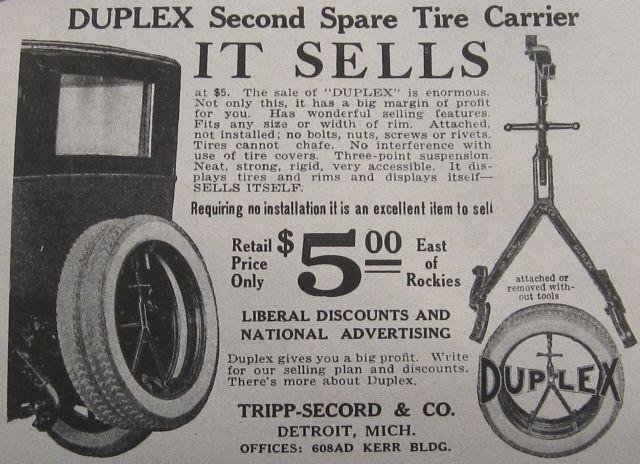 DUPLEX Second Spare Tire Carrier
IT SELLS
at $5. The sale of "DUPLEX" is enormous.
Not only this, it has a big margin of profit
for you. Has wonderful selling features.
Fits any size or width of rim. Attached,
not installed; no bolts, nuts, screws or rivets.
Tires cannot chafe. No interference with
use of tire covers. Three-point suspension.
Neat, strong, rigid, very accessible. It dis-
plays tires and rims and displays itself—
SELLS ITSELF.
Requiring no installation it is an excellent item to sell
Retail
Price
Only
$5.00
East
of
Rockies
attached or
removed with-
out tools
LIBERAL DISCOUNTS AND
NATIONAL ADVERTISING
Duplex gives you a big profit. Write
for our selling plan and discounts.
There's more about Duplex.
DUPLEX
TRIPP-SECORD & CO.
DETROIT, MICH.
OFFICES: 608AD KERR BLDG.